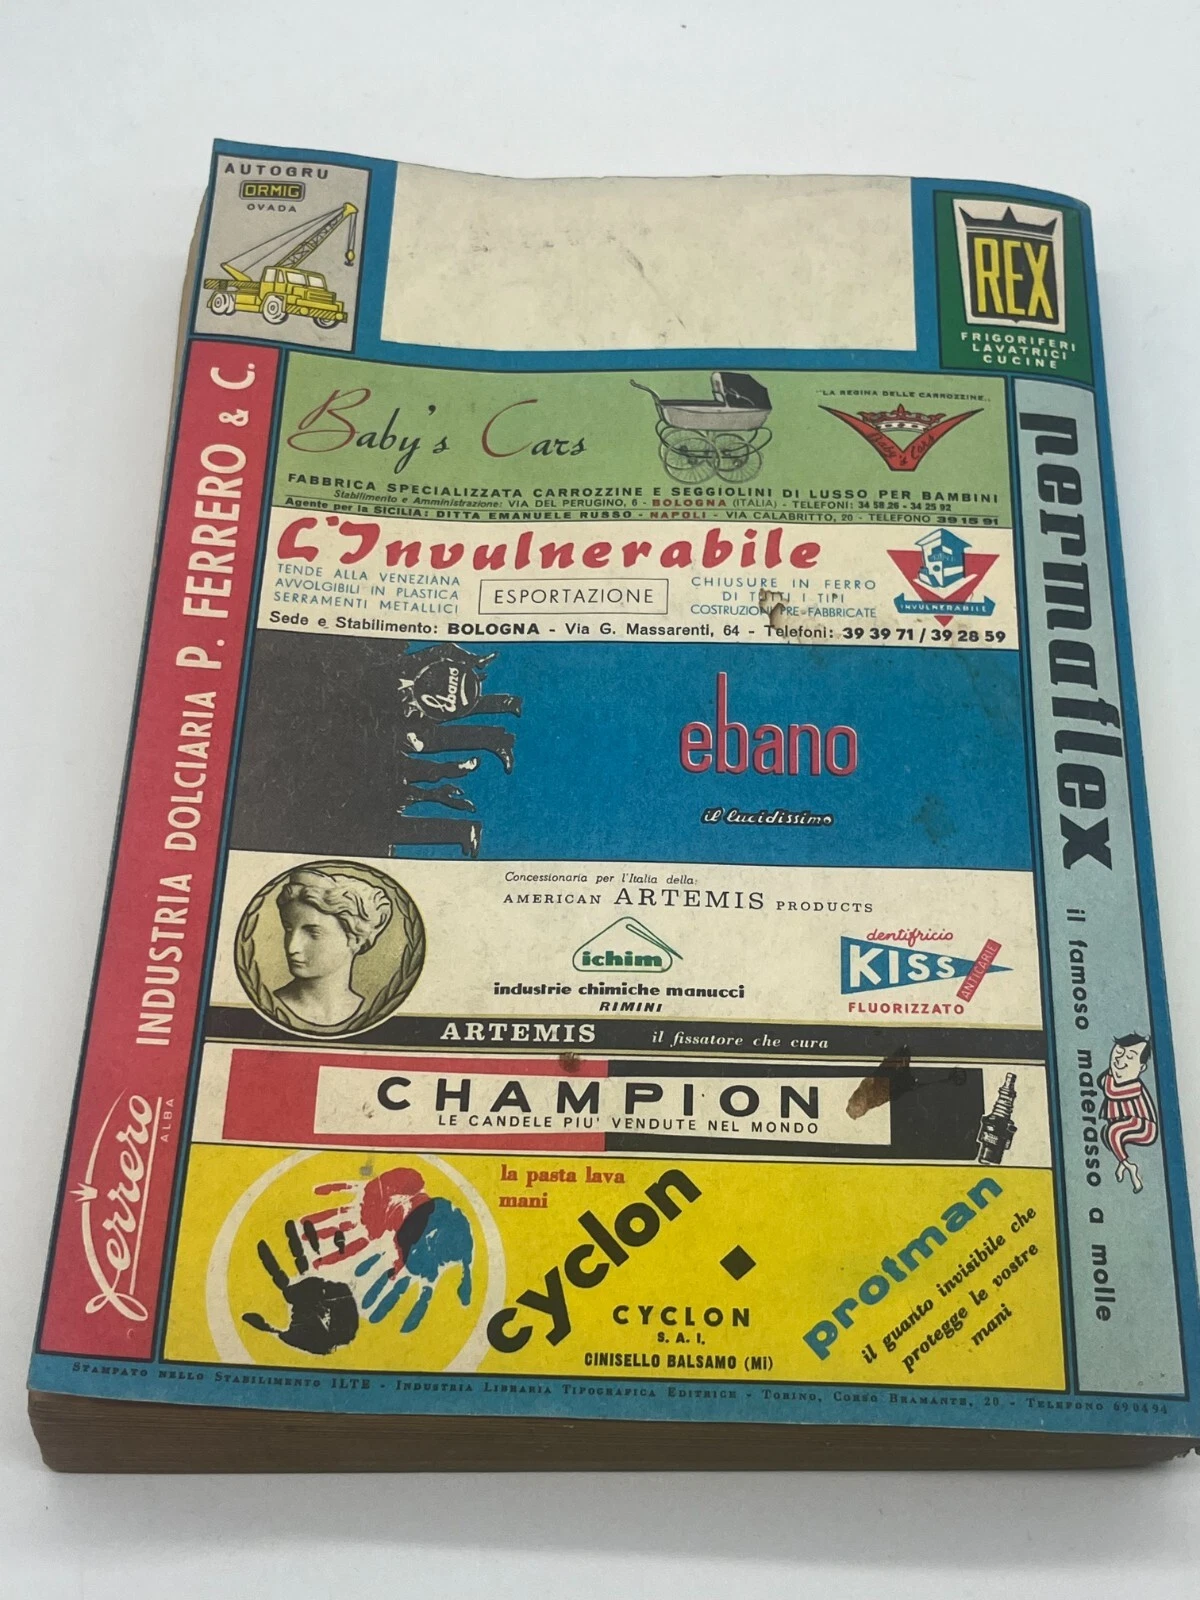 AUTOGRU
ORMIG
OVADA
REX
FRIGORIFERI
LAVATRICI
CUCINE
INDUSTRIA DOLCIARIA P. FERRERO & C.
Ferrero
ALBA
Baby's Cars
"LA REGINA DELLE CARROZZINE"
Baby's Cars
FABBRICA SPECIALIZZATA CARROZZINE E SEGGIOLINI DI LUSSO PER BAMBINI
Stabilimento e Amministrazione: VIA DEL PERUGINO, 6 - BOLOGNA (ITALIA) - TELEFONI: 34 58 26 - 34 25 92
Agente per la SICILIA: DITTA EMANUELE RUSSO - NAPOLI - VIA CALABRITTO, 20 - TELEFONO 39 15 91
L'Invulnerabile
TENDE ALLA VENEZIANA
AVVOLGIBILI IN PLASTICA
SERRAMENTI METALLICI
ESPORTAZIONE
CHIUSURE IN FERRO
DI TUTTI I TIPI
COSTRUZIONI PRE-FABBRICATE
INVULNERABILE
Sede e Stabilimento: BOLOGNA - Via G. Massarenti, 64 - Telefoni: 39 39 71 / 39 28 59
Ebano
ebano
il lucidissimo
Concessionaria per l'Italia della:
AMERICAN ARTEMIS PRODUCTS
ichim
industrie chimiche manucci
RIMINI
dentifricio
KISS
ANTICARIE
FLUORIZZATO
ARTEMIS il fissatore che cura
CHAMPION
LE CANDELE PIU' VENDUTE NEL MONDO
la pasta lava
mani
cyclon
CYCLON
S. A. I.
CINISELLO BALSAMO (MI)
protman
il guanto invisibile che
protegge le vostre
mani
permaflex
il famoso materasso a molle
STAMPATO NELLO STABILIMENTO ILTE - INDUSTRIA LIBRARIA TIPOGRAFICA EDITRICE - TORINO, CORSO BRAMANTE, 20 - TELEFONO 690494